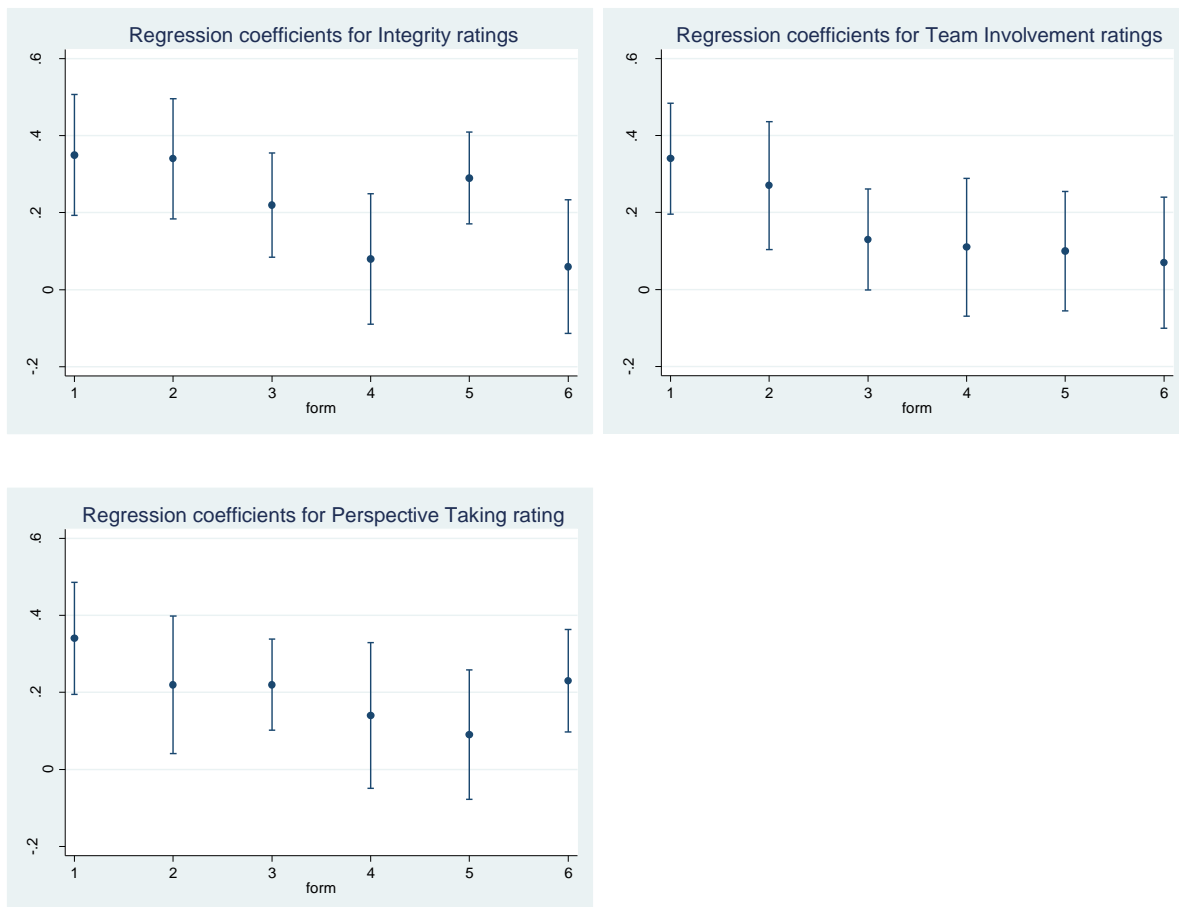 Regression coefficients for Integrity ratings
.6
.4
.2
0
-.2
1 2 3 4 5 6
form
Regression coefficients for Team Involvement ratings
.6
.4
.2
0
-.2
1 2 3 4 5 6
form
Regression coefficients for Perspective Taking rating
.6
.4
.2
0
-.2
1 2 3 4 5 6
form